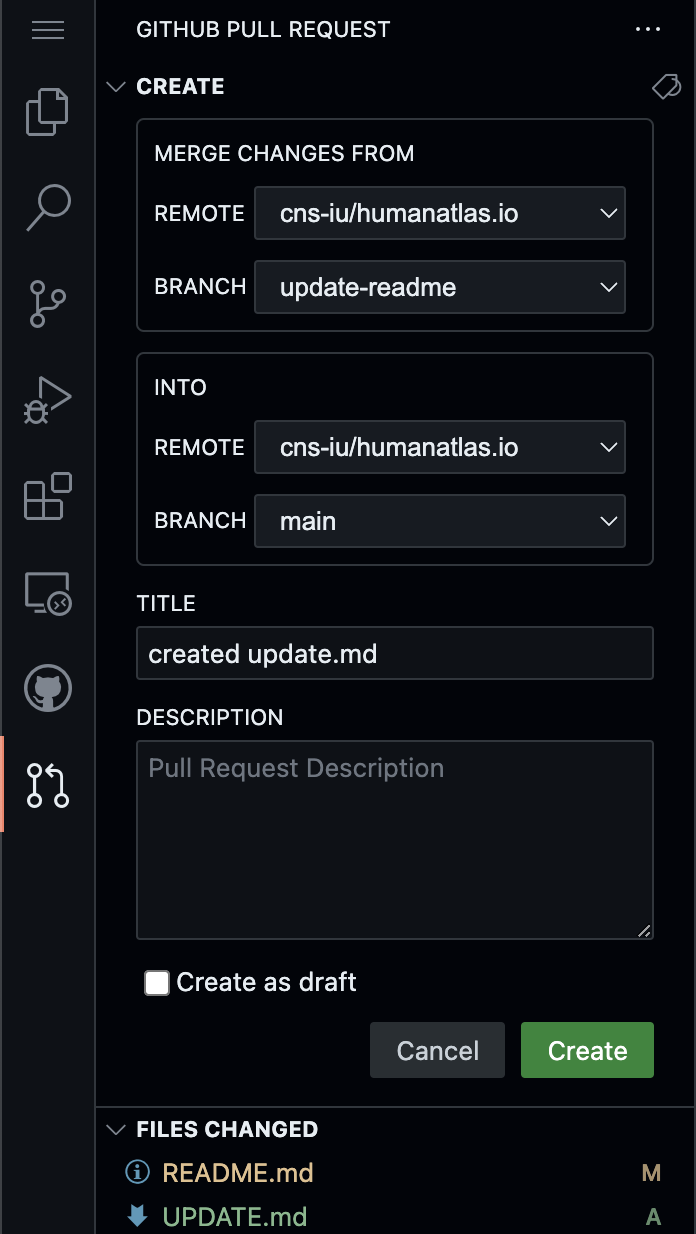 GITHUB PULL REQUEST
CREATE
MERGE CHANGES FROM
REMOTE cns-iu/humanatlas.io
BRANCH update-readme
INTO
REMOTE cns-iu/humanatlas.io
BRANCH main
TITLE
created update.md
DESCRIPTION
Pull Request Description
Create as draft
Cancel Create
FILES CHANGED
README.md M
UPDATE.md A